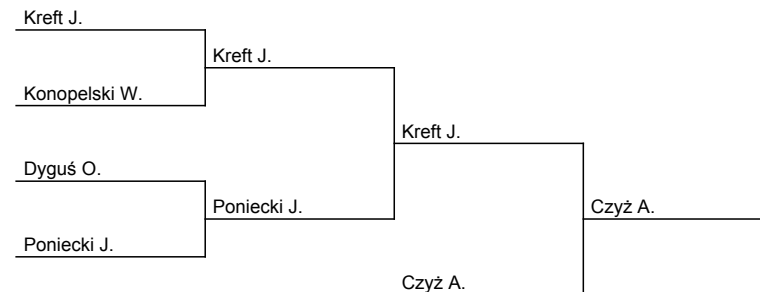 Kreft J.
Kreft J.
Konopelski W.
Kreft J.
Dyguś O.
Poniecki J.
Czyż A.
Poniecki J.
Czyż A.